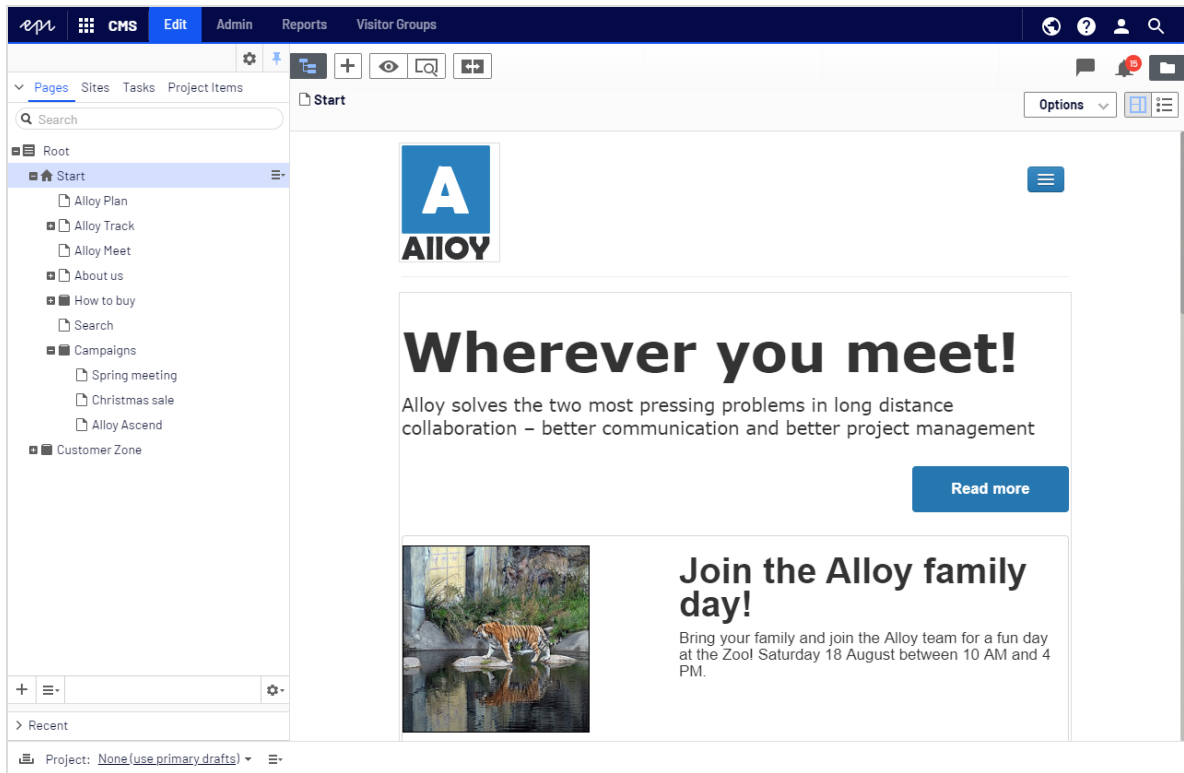 epi CMS Edit Admin Reports Visitor Groups
15
Pages Sites Tasks Project Items
Start
Options
Search
Root
Start
Alloy Plan
Alloy Track
Alloy Meet
About us
How to buy
Search
Campaigns
Spring meeting
Christmas sale
Alloy Ascend
Customer Zone
Recent
Project: None (use primary drafts)
A
AllOY
Wherever you meet!
Alloy solves the two most pressing problems in long distance
collaboration – better communication and better project management
Read more
Join the Alloy family
day!
Bring your family and join the Alloy team for a fun day
at the Zoo! Saturday 18 August between 10 AM and 4
PM.